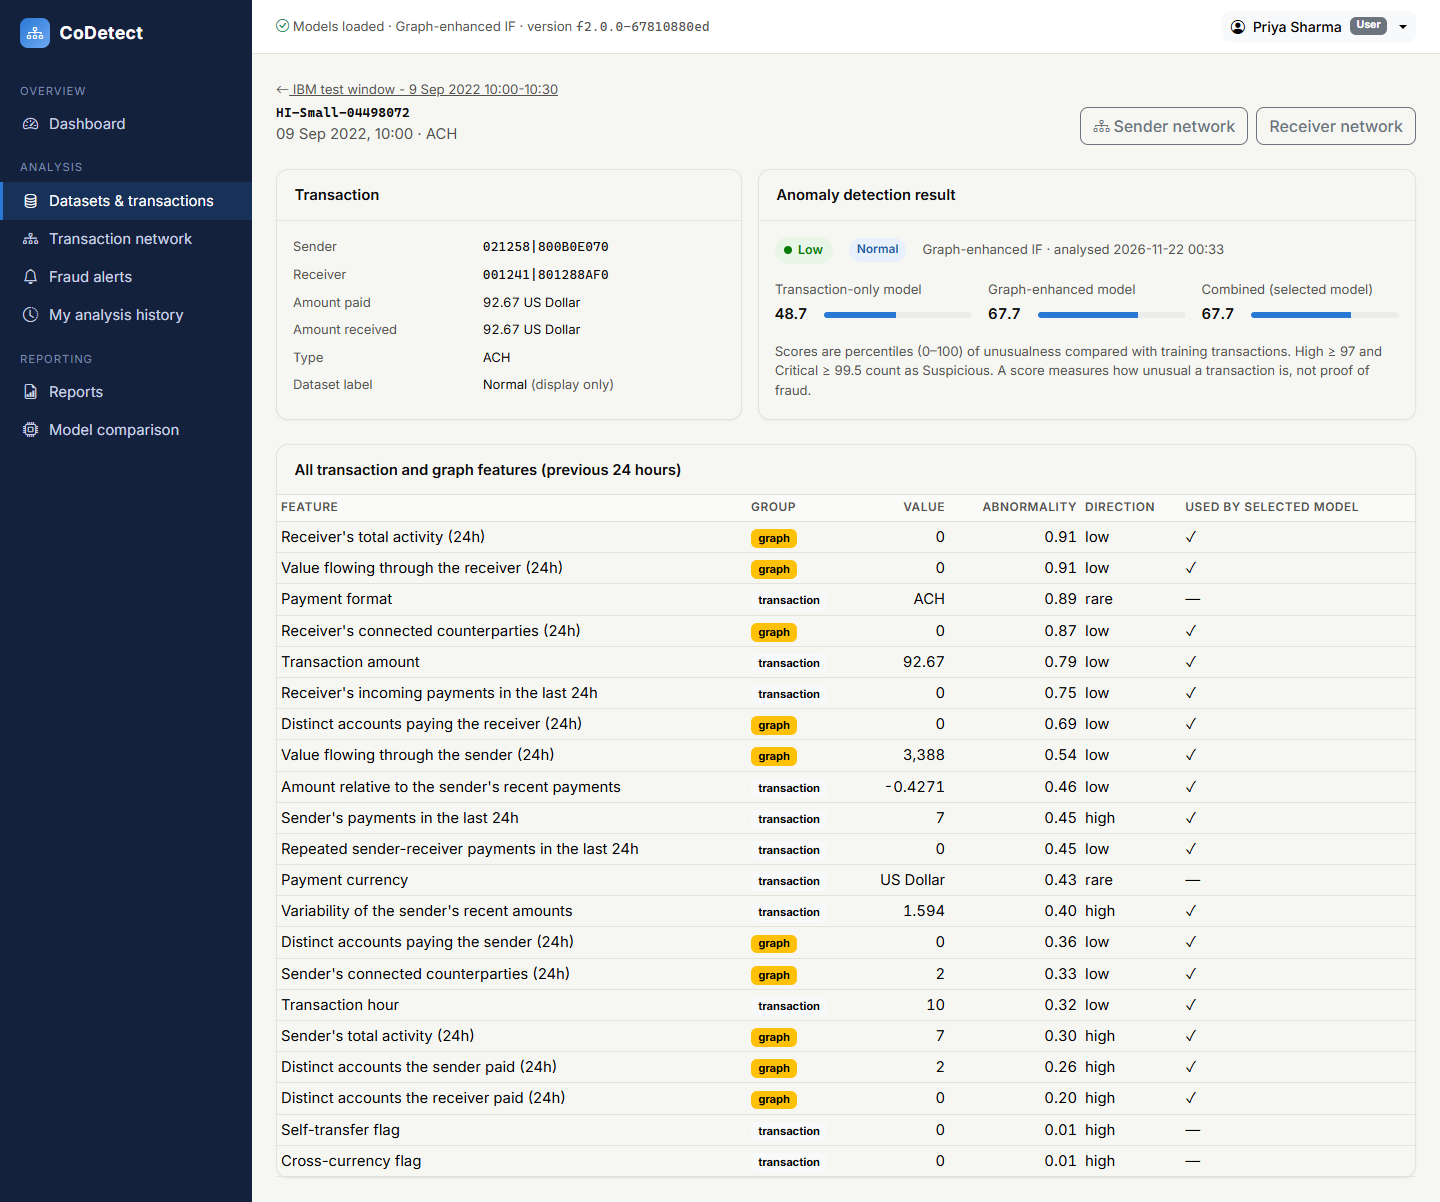 CoDetect
OVERVIEW
Dashboard
ANALYSIS
Datasets & transactions
Transaction network
Fraud alerts
My analysis history
REPORTING
Reports
Model comparison
Models loaded · Graph-enhanced IF · version f2.0.0-67810880ed
Priya Sharma User
← IBM test window - 9 Sep 2022 10:00-10:30
HI-Small-04498072
09 Sep 2022, 10:00 · ACH
Sender network
Receiver network
Transaction
Sender 021258|800B0E070
Receiver 001241|801288AF0
Amount paid 92.67 US Dollar
Amount received 92.67 US Dollar
Type ACH
Dataset label Normal (display only)
Anomaly detection result
Low Normal Graph-enhanced IF · analysed 2026-11-22 00:33
Transaction-only model Graph-enhanced model Combined (selected model)
48.7 67.7 67.7
Scores are percentiles (0–100) of unusualness compared with training transactions. High ≥ 97 and
Critical ≥ 99.5 count as Suspicious. A score measures how unusual a transaction is, not proof of
fraud.
All transaction and graph features (previous 24 hours)
FEATURE GROUP VALUE ABNORMALITY DIRECTION USED BY SELECTED MODEL
Receiver's total activity (24h) graph 0 0.91 low ✓
Value flowing through the receiver (24h) graph 0 0.91 low ✓
Payment format transaction ACH 0.89 rare —
Receiver's connected counterparties (24h) graph 0 0.87 low ✓
Transaction amount transaction 92.67 0.79 low ✓
Receiver's incoming payments in the last 24h transaction 0 0.75 low ✓
Distinct accounts paying the receiver (24h) graph 0 0.69 low ✓
Value flowing through the sender (24h) graph 3,388 0.54 low ✓
Amount relative to the sender's recent payments transaction -0.4271 0.46 low ✓
Sender's payments in the last 24h transaction 7 0.45 high ✓
Repeated sender-receiver payments in the last 24h transaction 0 0.45 low ✓
Payment currency transaction US Dollar 0.43 rare —
Variability of the sender's recent amounts transaction 1.594 0.40 high ✓
Distinct accounts paying the sender (24h) graph 0 0.36 low ✓
Sender's connected counterparties (24h) graph 2 0.33 low ✓
Transaction hour transaction 10 0.32 low ✓
Sender's total activity (24h) graph 7 0.30 high ✓
Distinct accounts the sender paid (24h) graph 2 0.26 high ✓
Distinct accounts the receiver paid (24h) graph 0 0.20 high ✓
Self-transfer flag transaction 0 0.01 high —
Cross-currency flag transaction 0 0.01 high —